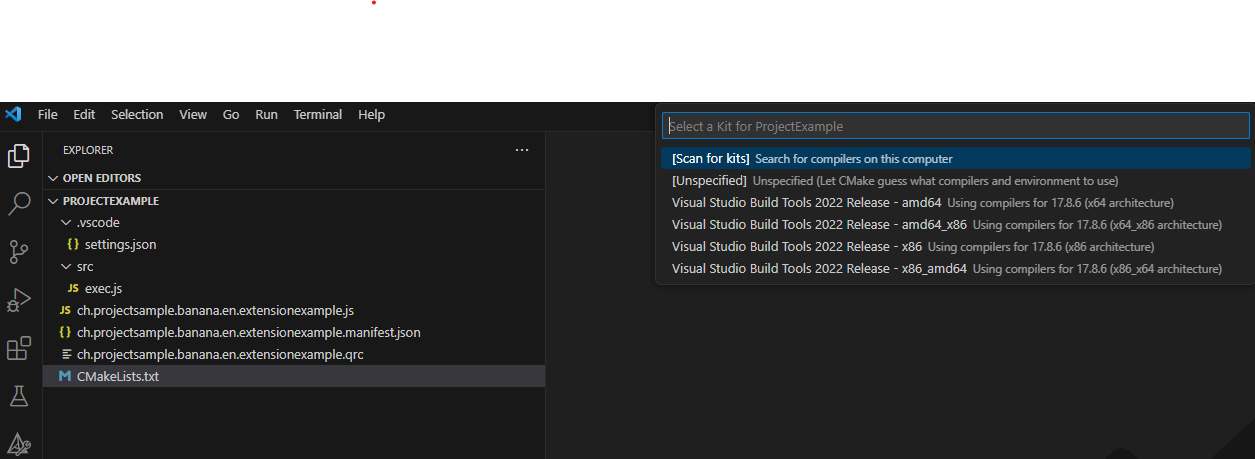 File Edit Selection View Go Run Terminal Help
Select a Kit for ProjectExample
[Scan for kits] Search for compilers on this computer
[Unspecified] Unspecified (Let CMake guess what compilers and environment to use)
Visual Studio Build Tools 2022 Release - amd64 Using compilers for 17.8.6 (x64 architecture)
Visual Studio Build Tools 2022 Release - amd64_x86 Using compilers for 17.8.6 (x64_x86 architecture)
Visual Studio Build Tools 2022 Release - x86 Using compilers for 17.8.6 (x86 architecture)
Visual Studio Build Tools 2022 Release - x86_amd64 Using compilers for 17.8.6 (x86_x64 architecture)
EXPLORER ...
OPEN EDITORS
PROJECTEXAMPLE
.vscode
{} settings.json
src
JS exec.js
JS ch.projectsample.banana.en.extensionexample.js
{} ch.projectsample.banana.en.extensionexample.manifest.json
ch.projectsample.banana.en.extensionexample.qrc
M CMakeLists.txt